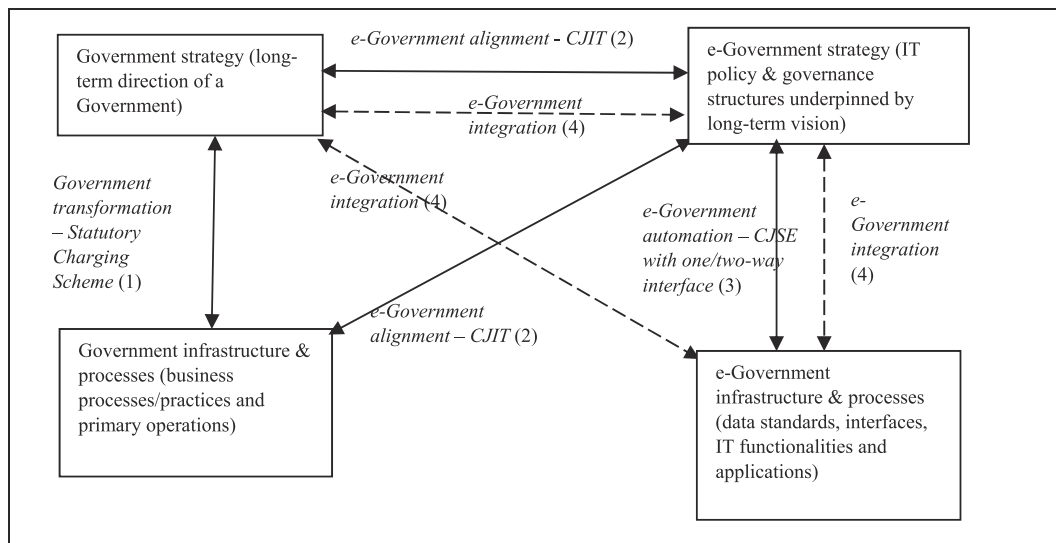 Government strategy (long-
term direction of a
Government)
e-Government alignment - CJIT (2)
e-Government
integration (4)
e-Government strategy (IT
policy & governance
structures underpinned by
long-term vision)
Government
transformation
– Statutory
Charging
Scheme (1)
e-Government
integration (4)
e-Government
automation – CJSE
with one/two-way
interface (3)
e-
Government
integration
(4)
e-Government
alignment – CJIT (2)
Government infrastructure &
processes (business
processes/practices and
primary operations)
e-Government
infrastructure & processes
(data standards, interfaces,
IT functionalities and
applications)